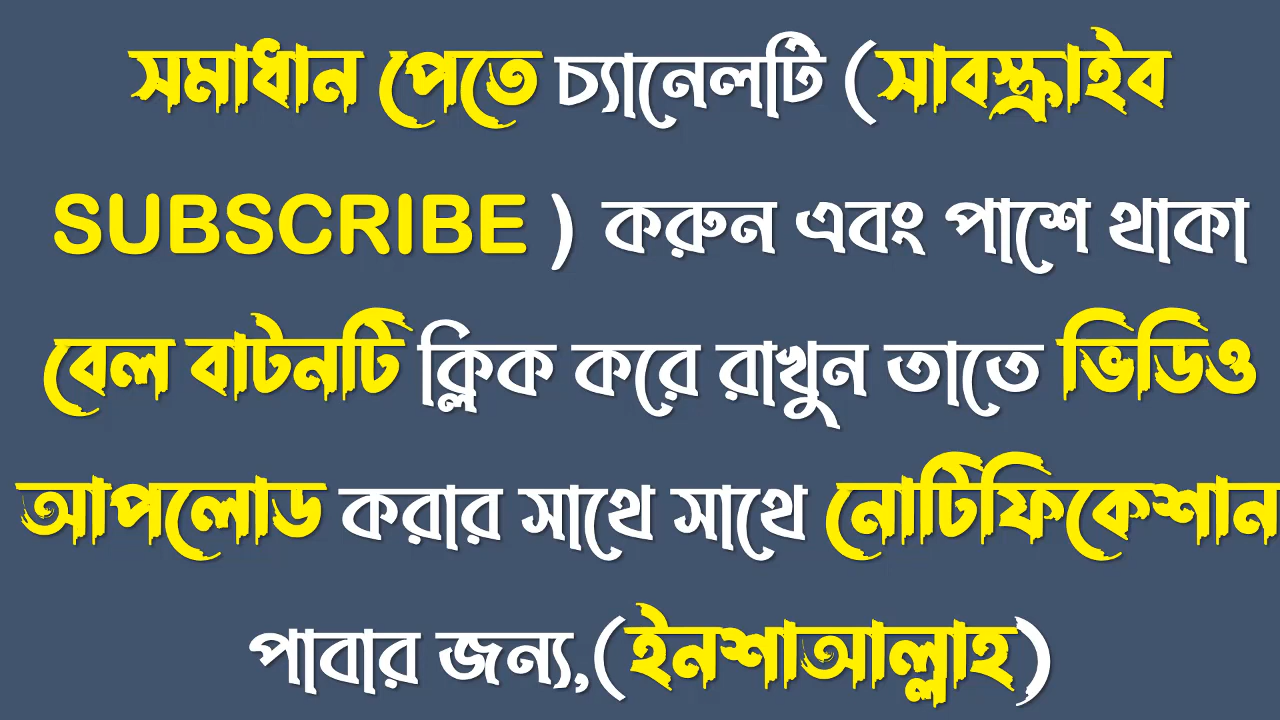 সমাধান পেতে চ্যানেলটি (সাবস্ক্রাইব
SUBSCRIBE ) করুন এবং পাশে থাকা
বেল বাটনটি ক্লিক করে রাখুন তাতে ভিডিও
আপলোড করার সাথে সাথে নোটিফিকেশান
পাবার জন্য,(ইনশাআল্লাহ)